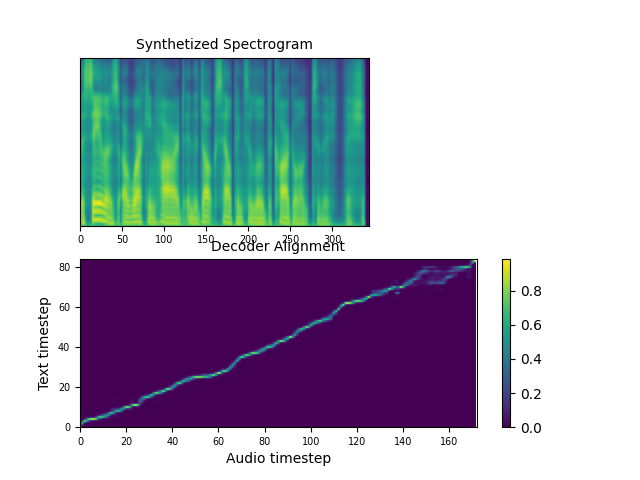 Synthetized Spectrogram
0 50 100 150 200 250 300
Decoder Alignment
80
60
40
20
0
Text timestep
0 20 40 60 80 100 120 140 160
Audio timestep
0.8
0.6
0.4
0.2
0.0